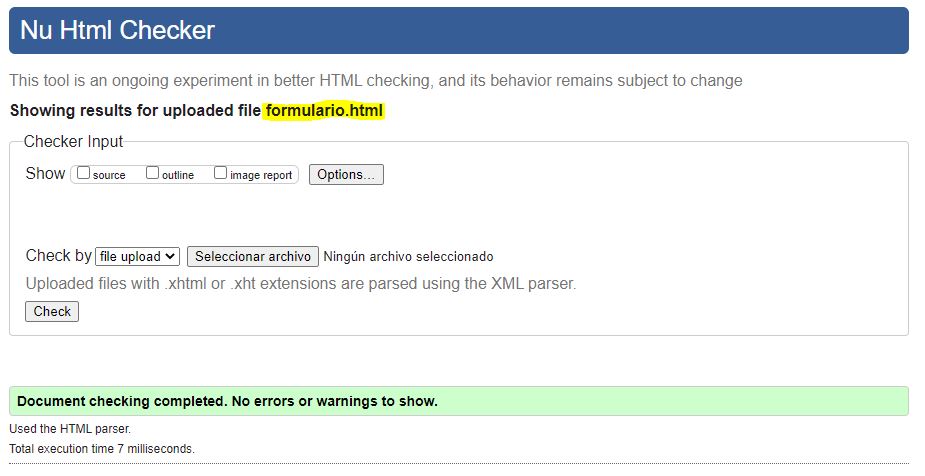 Nu Html Checker
This tool is an ongoing experiment in better HTML checking, and its behavior remains subject to change
Showing results for uploaded file formulario.html
Checker Input
Show source outline image report Options...
Check by file upload Seleccionar archivo Ningún archivo seleccionado
Uploaded files with .xhtml or .xht extensions are parsed using the XML parser.
Check
Document checking completed. No errors or warnings to show.
Used the HTML parser.
Total execution time 7 milliseconds.